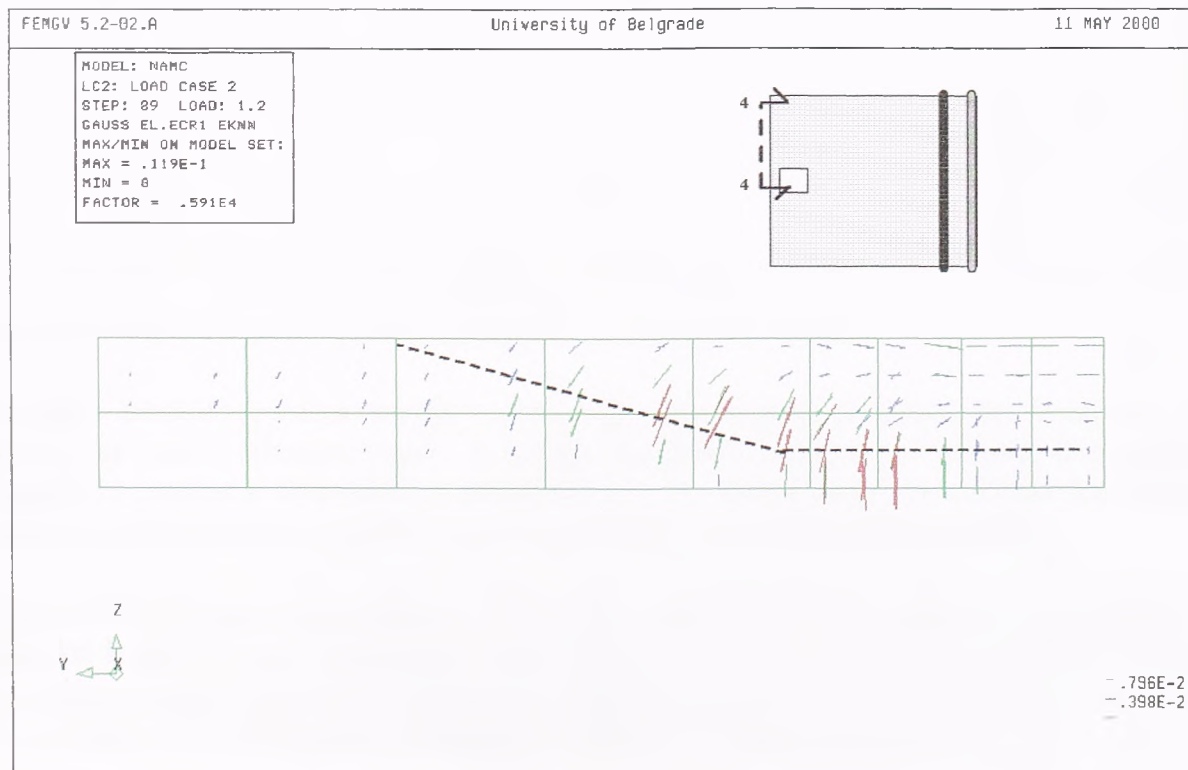 FEMGV 5.2-02.A University of Belgrade 11 MAY 2000
MODEL: NAMC
LC2: LOAD CASE 2
STEP: 89 LOAD: 1.2
GAUSS EL.ECR1 EKNN
MAX/MIN ON MODEL SET:
MAX = .119E-1
MIN = 0
FACTOR = .591E4
4
4
Z
Y X
.796E-2
.398E-2